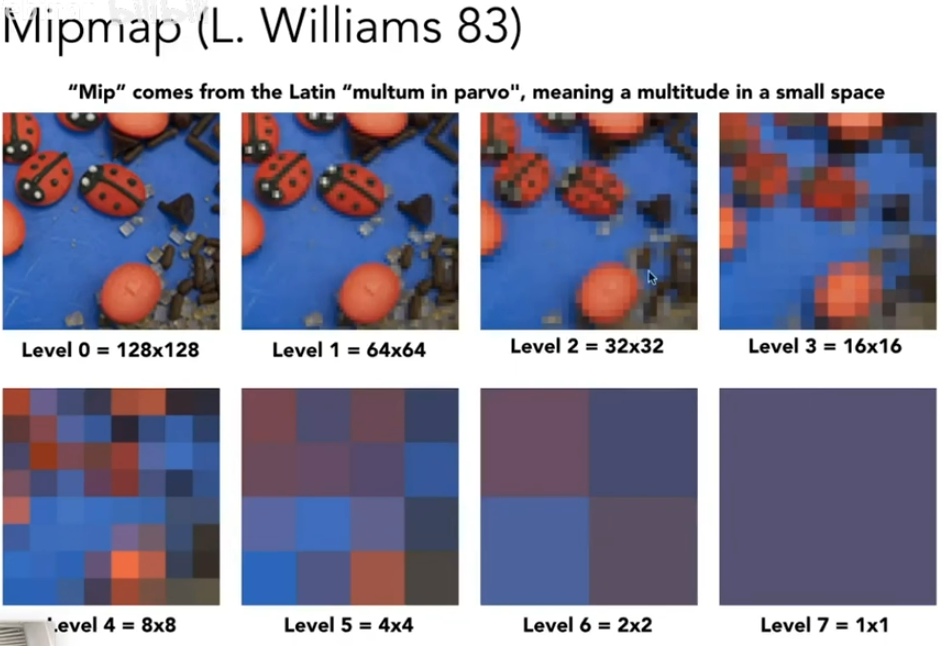 Mipmap (L. Williams 83)
“Mip” comes from the Latin “multum in parvo", meaning a multitude in a small space
Level 0 = 128x128
Level 1 = 64x64
Level 2 = 32x32
Level 3 = 16x16
Level 4 = 8x8
Level 5 = 4x4
Level 6 = 2x2
Level 7 = 1x1